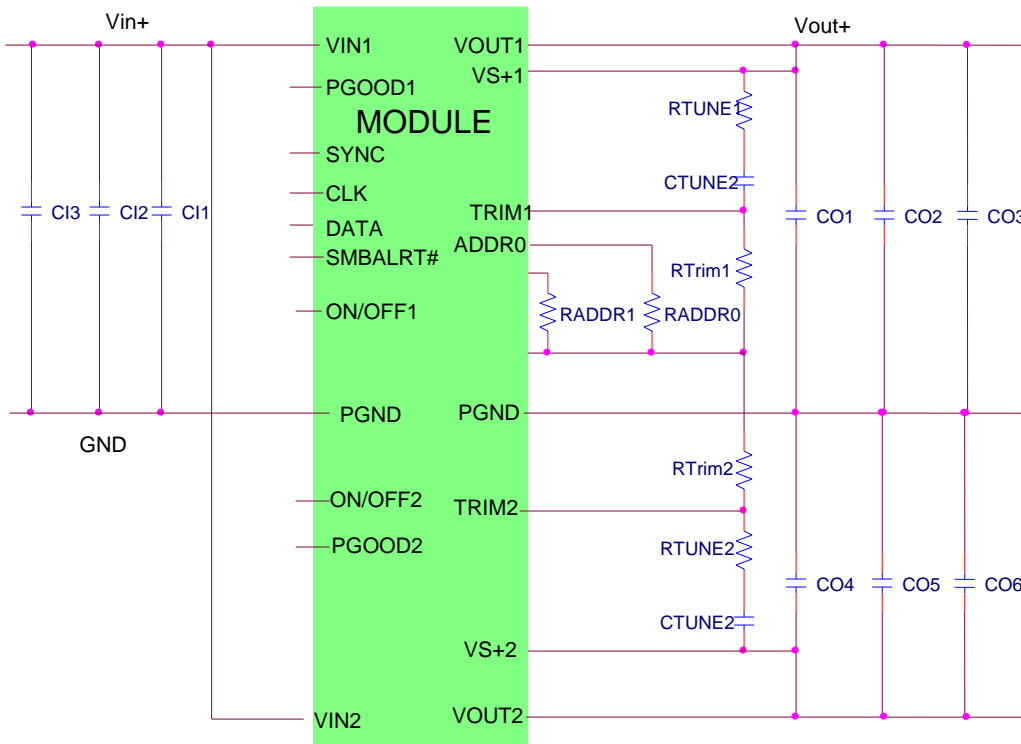 Vin+
Vout+
VIN1
VOUT1
VS+1
PGOOD1
RTUNE1
MODULE
SYNC
CTUNE2
CLK
TRIM1
CI3
CI2
CI1
CO1
CO2
CO3
DATA
ADDR0
SMBALRT#
RTrim1
ON/OFF1
RADDR1
RADDR0
PGND
PGND
GND
RTrim2
ON/OFF2
TRIM2
PGOOD2
RTUNE2
CO4
CO5
CO6
CTUNE2
VS+2
VIN2
VOUT2